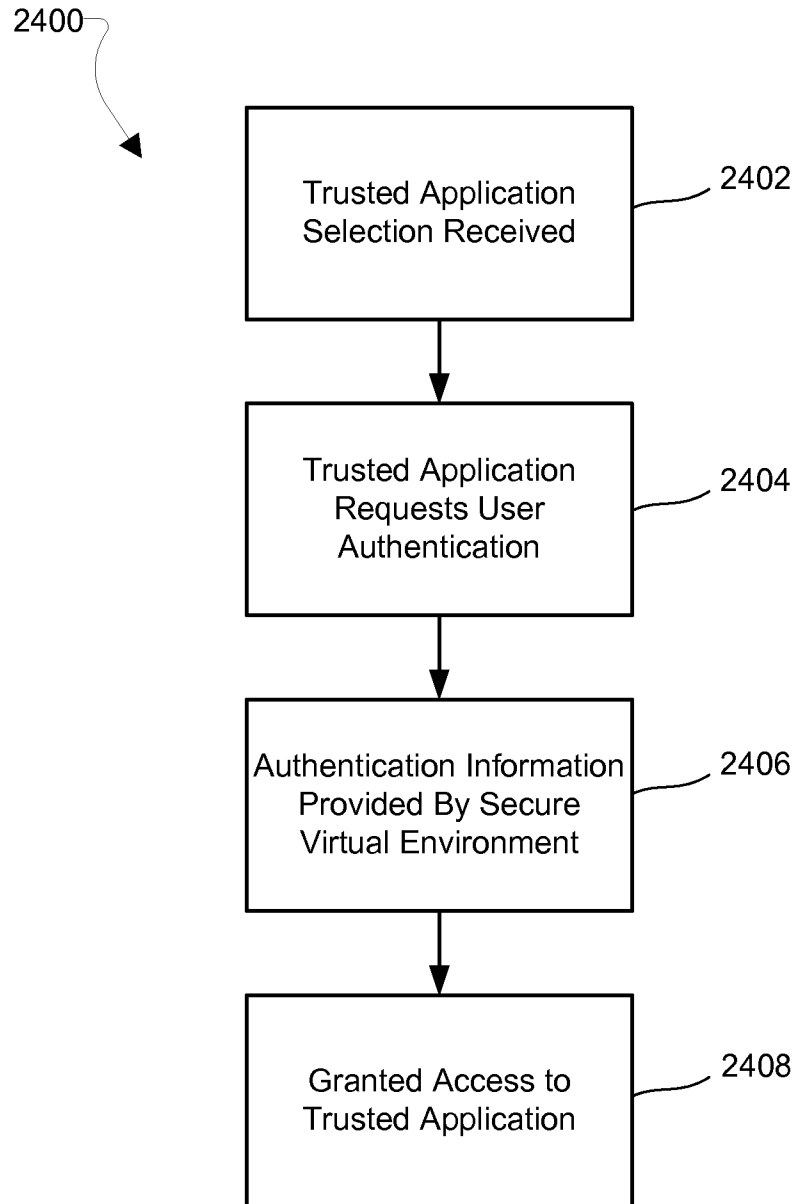 2400
Trusted Application
Selection Received
2402
Trusted Application
Requests User
Authentication
2404
Authentication Information
Provided By Secure
Virtual Environment
2406
Granted Access to
Trusted Application
2408